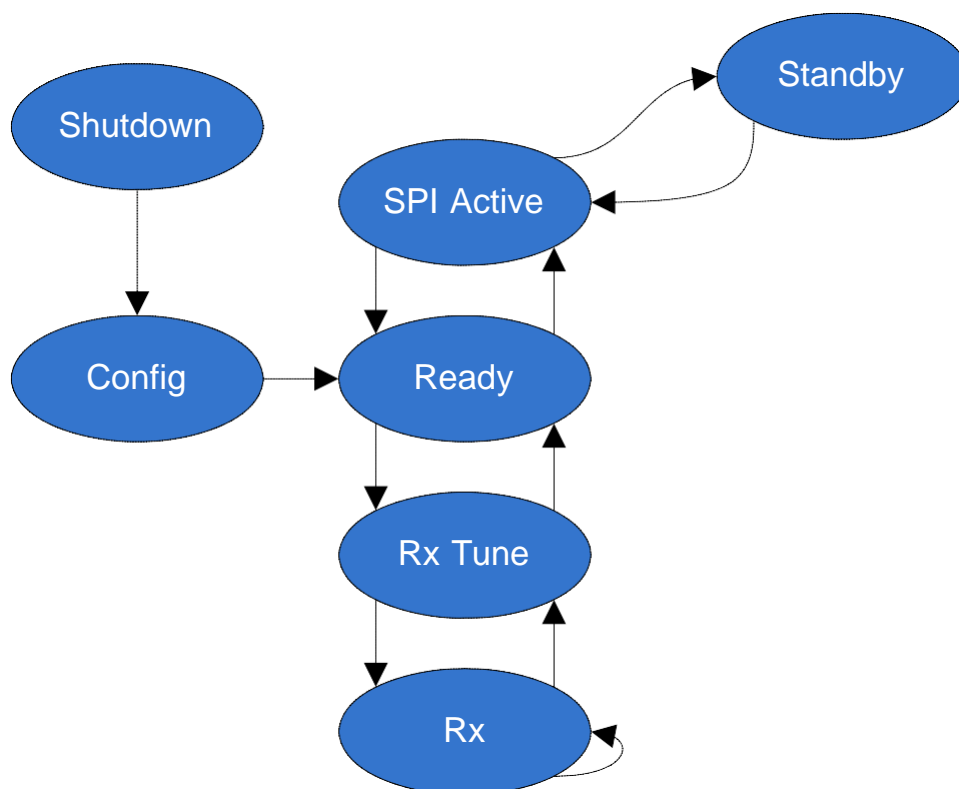 Standby
Shutdown
SPI Active
Config
Ready
Rx Tune
Rx